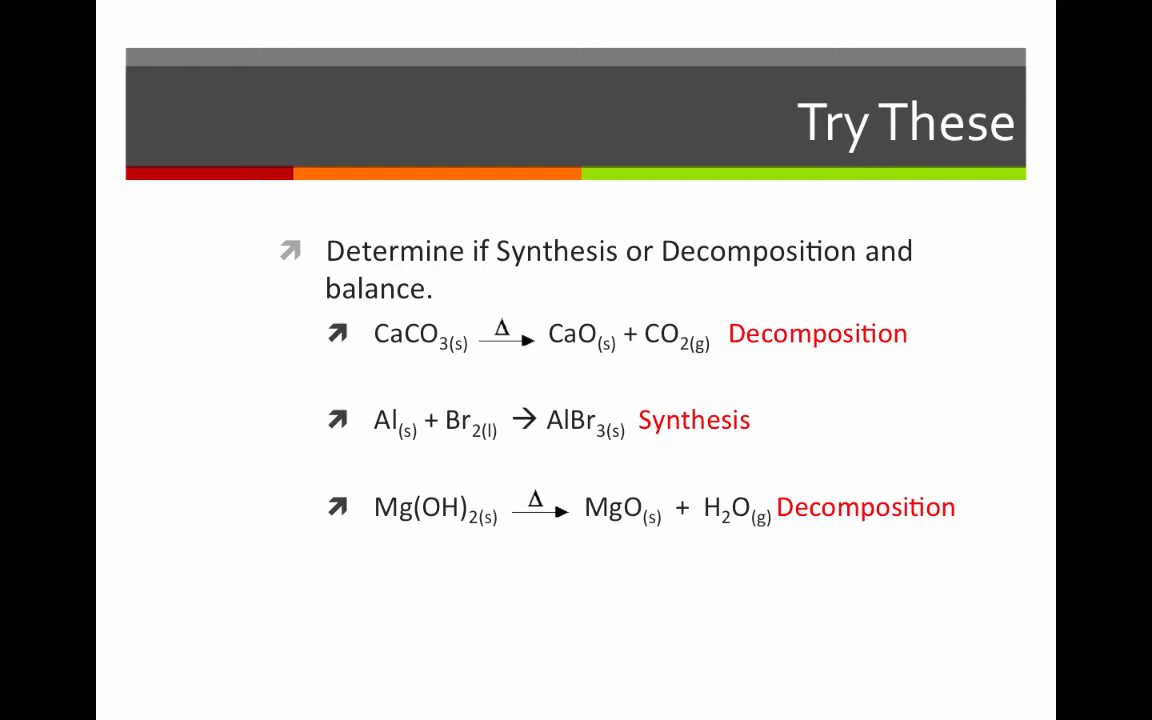 Try These
Determine if Synthesis or Decomposition and
balance.
CaCO3(s) Δ→ CaO(s) + CO2(g) Decomposition
Al(s) + Br2(l) → AlBr3(s) Synthesis
Mg(OH)2(s) Δ→ MgO(s) + H2O(g) Decomposition